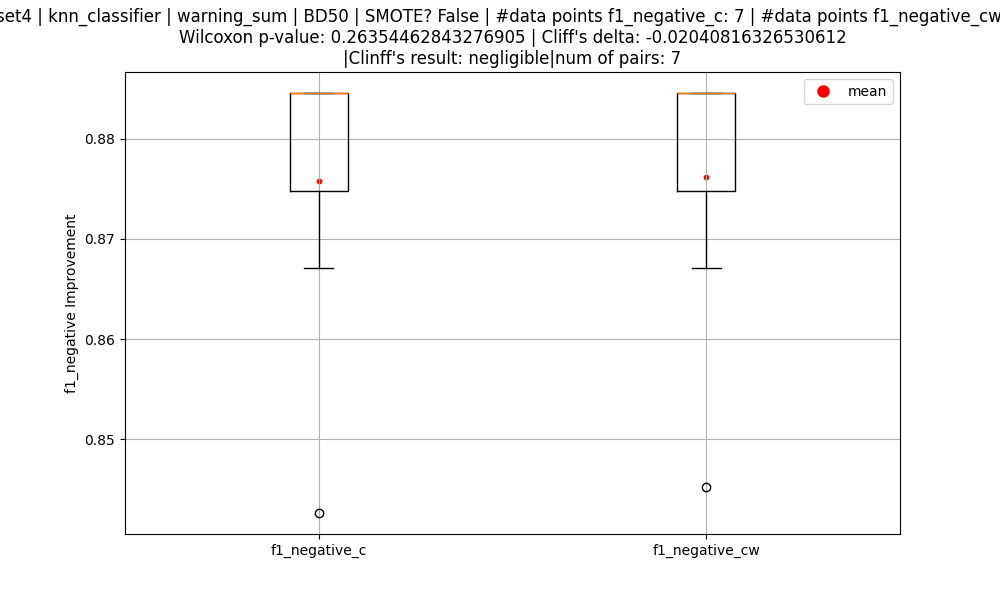 set4 | knn_classifier | warning_sum | BD50 | SMOTE? False | #data points f1_negative_c: 7 | #data points f1_negative_cw
Wilcoxon p-value: 0.26354462843276905 | Cliff's delta: -0.02040816326530612
|Clinff's result: negligible|num of pairs: 7
mean
0.88
0.87
0.86
0.85
f1_negative Improvement
f1_negative_c
f1_negative_cw